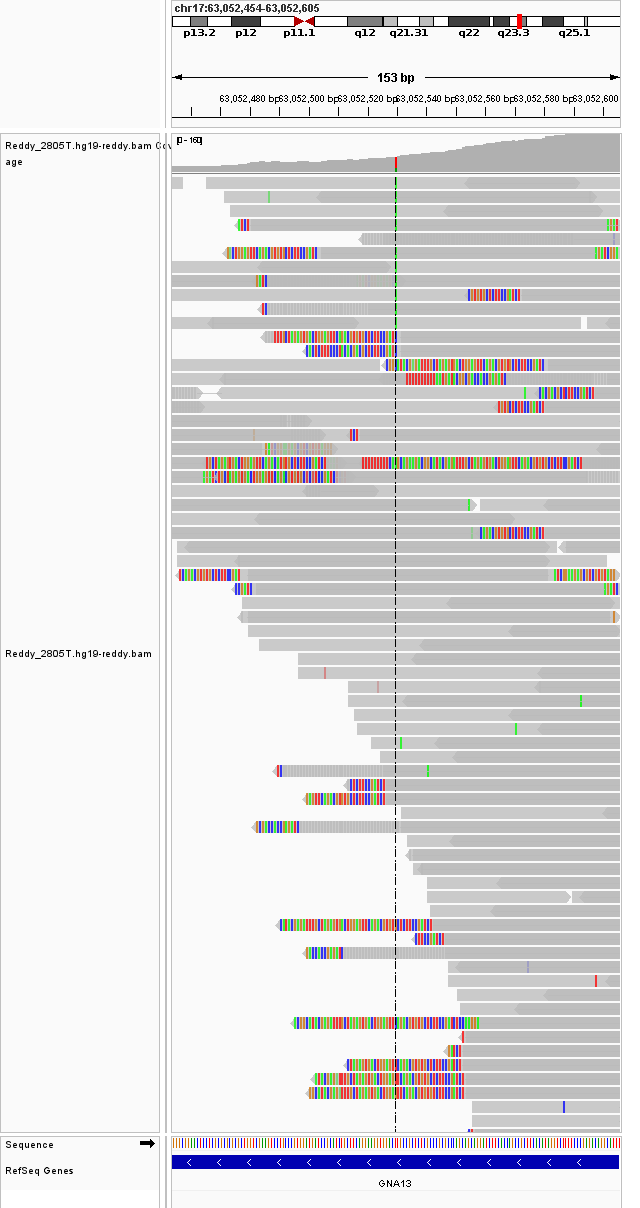 chr17:63,052,454-63,052,605
p13.2 p12 p11.1 q12 q21.31 q22 q23.3 q25.1
153 bp
63,052,480 bp 63,052,500 bp 63,052,520 bp 63,052,540 bp 63,052,560 bp 63,052,580 bp 63,052,600
Reddy_2805T.hg19-reddy.bam Cov
age
[0 - 160]
Reddy_2805T.hg19-reddy.bam
Sequence
RefSeq Genes
GNA13